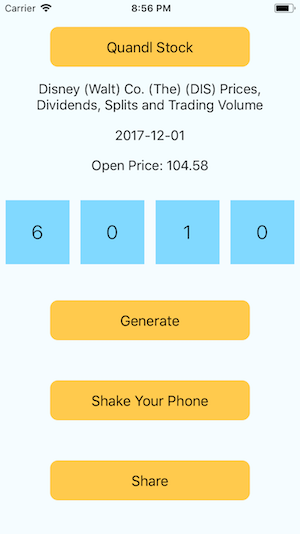 Carrier 8:56 PM
Quandl Stock
Disney (Walt) Co. (The) (DIS) Prices,
Dividends, Splits and Trading Volume
2017-12-01
Open Price: 104.58
6 0 1 0
Generate
Shake Your Phone
Share